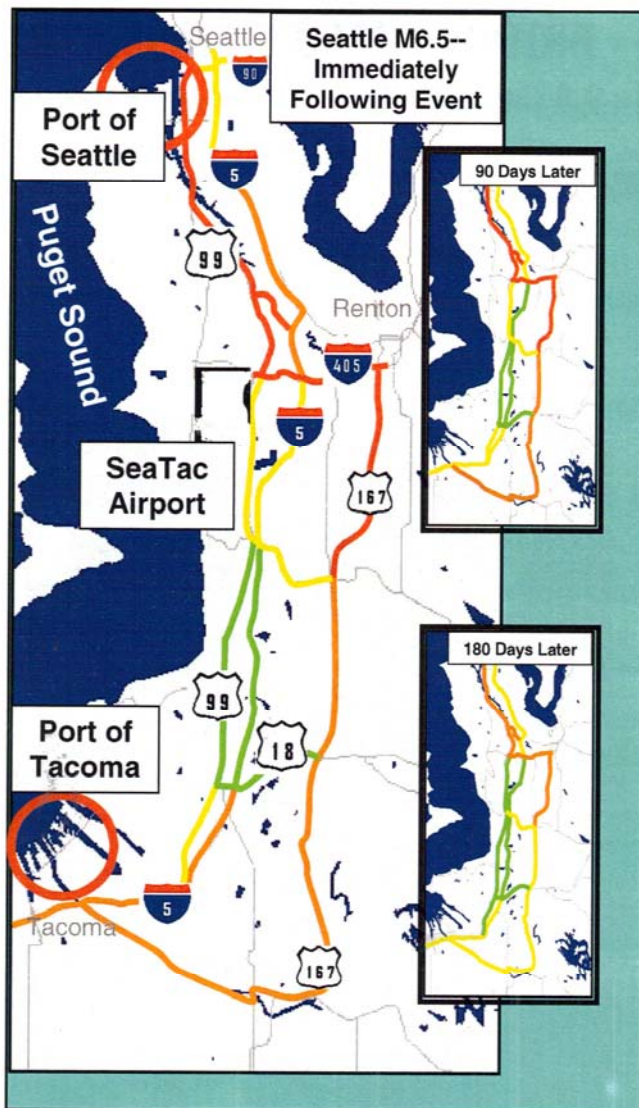 Seattle
Seattle M6.5--
Immediately
Following Event
90
Port of
Seattle
5
90 Days Later
99
Puget Sound
Renton
405
5
SeaTac
Airport
167
180 Days Later
99
18
Port of
Tacoma
5
Tacoma
167